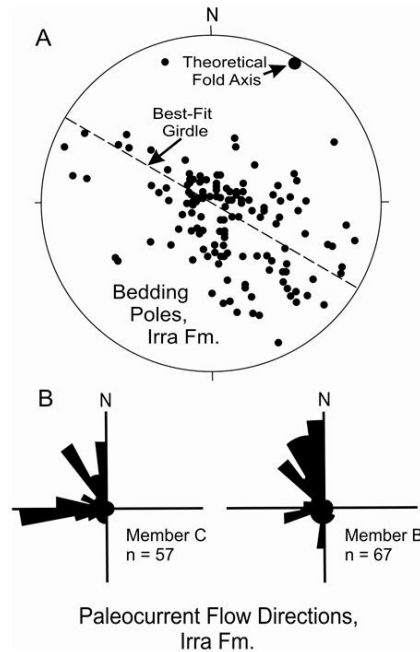 A
N
Theoretical
Fold Axis
Best-Fit
Girdle
Bedding
Poles,
Irra Fm.
B
N
N
Member C
n = 57
Member B
n = 67
Paleocurrent Flow Directions,
Irra Fm.